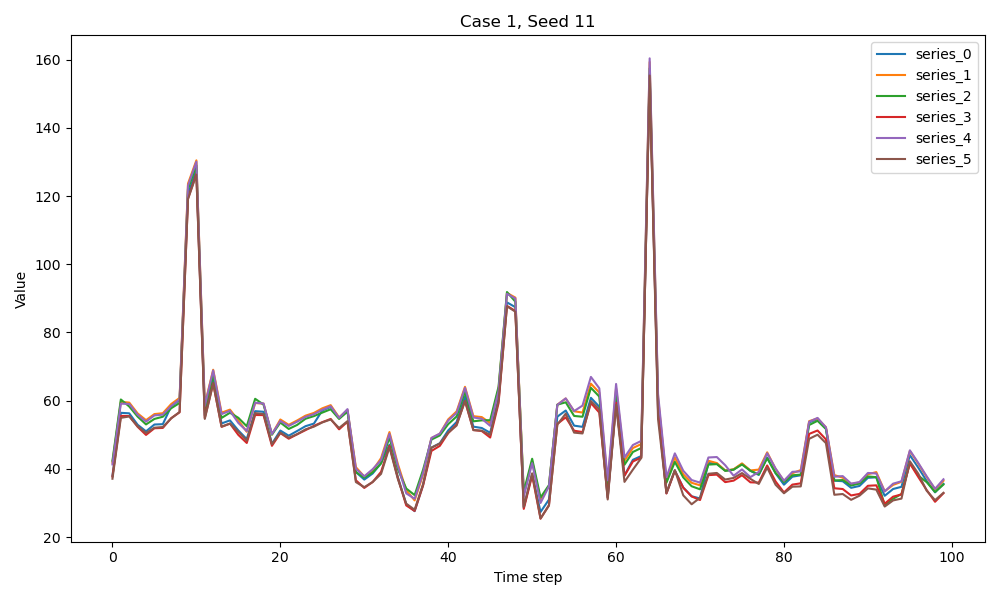 Case 1, Seed 11
Value
160
140
120
100
80
60
40
20
0
20
40
60
80
100
Time step
series_0
series_1
series_2
series_3
series_4
series_5